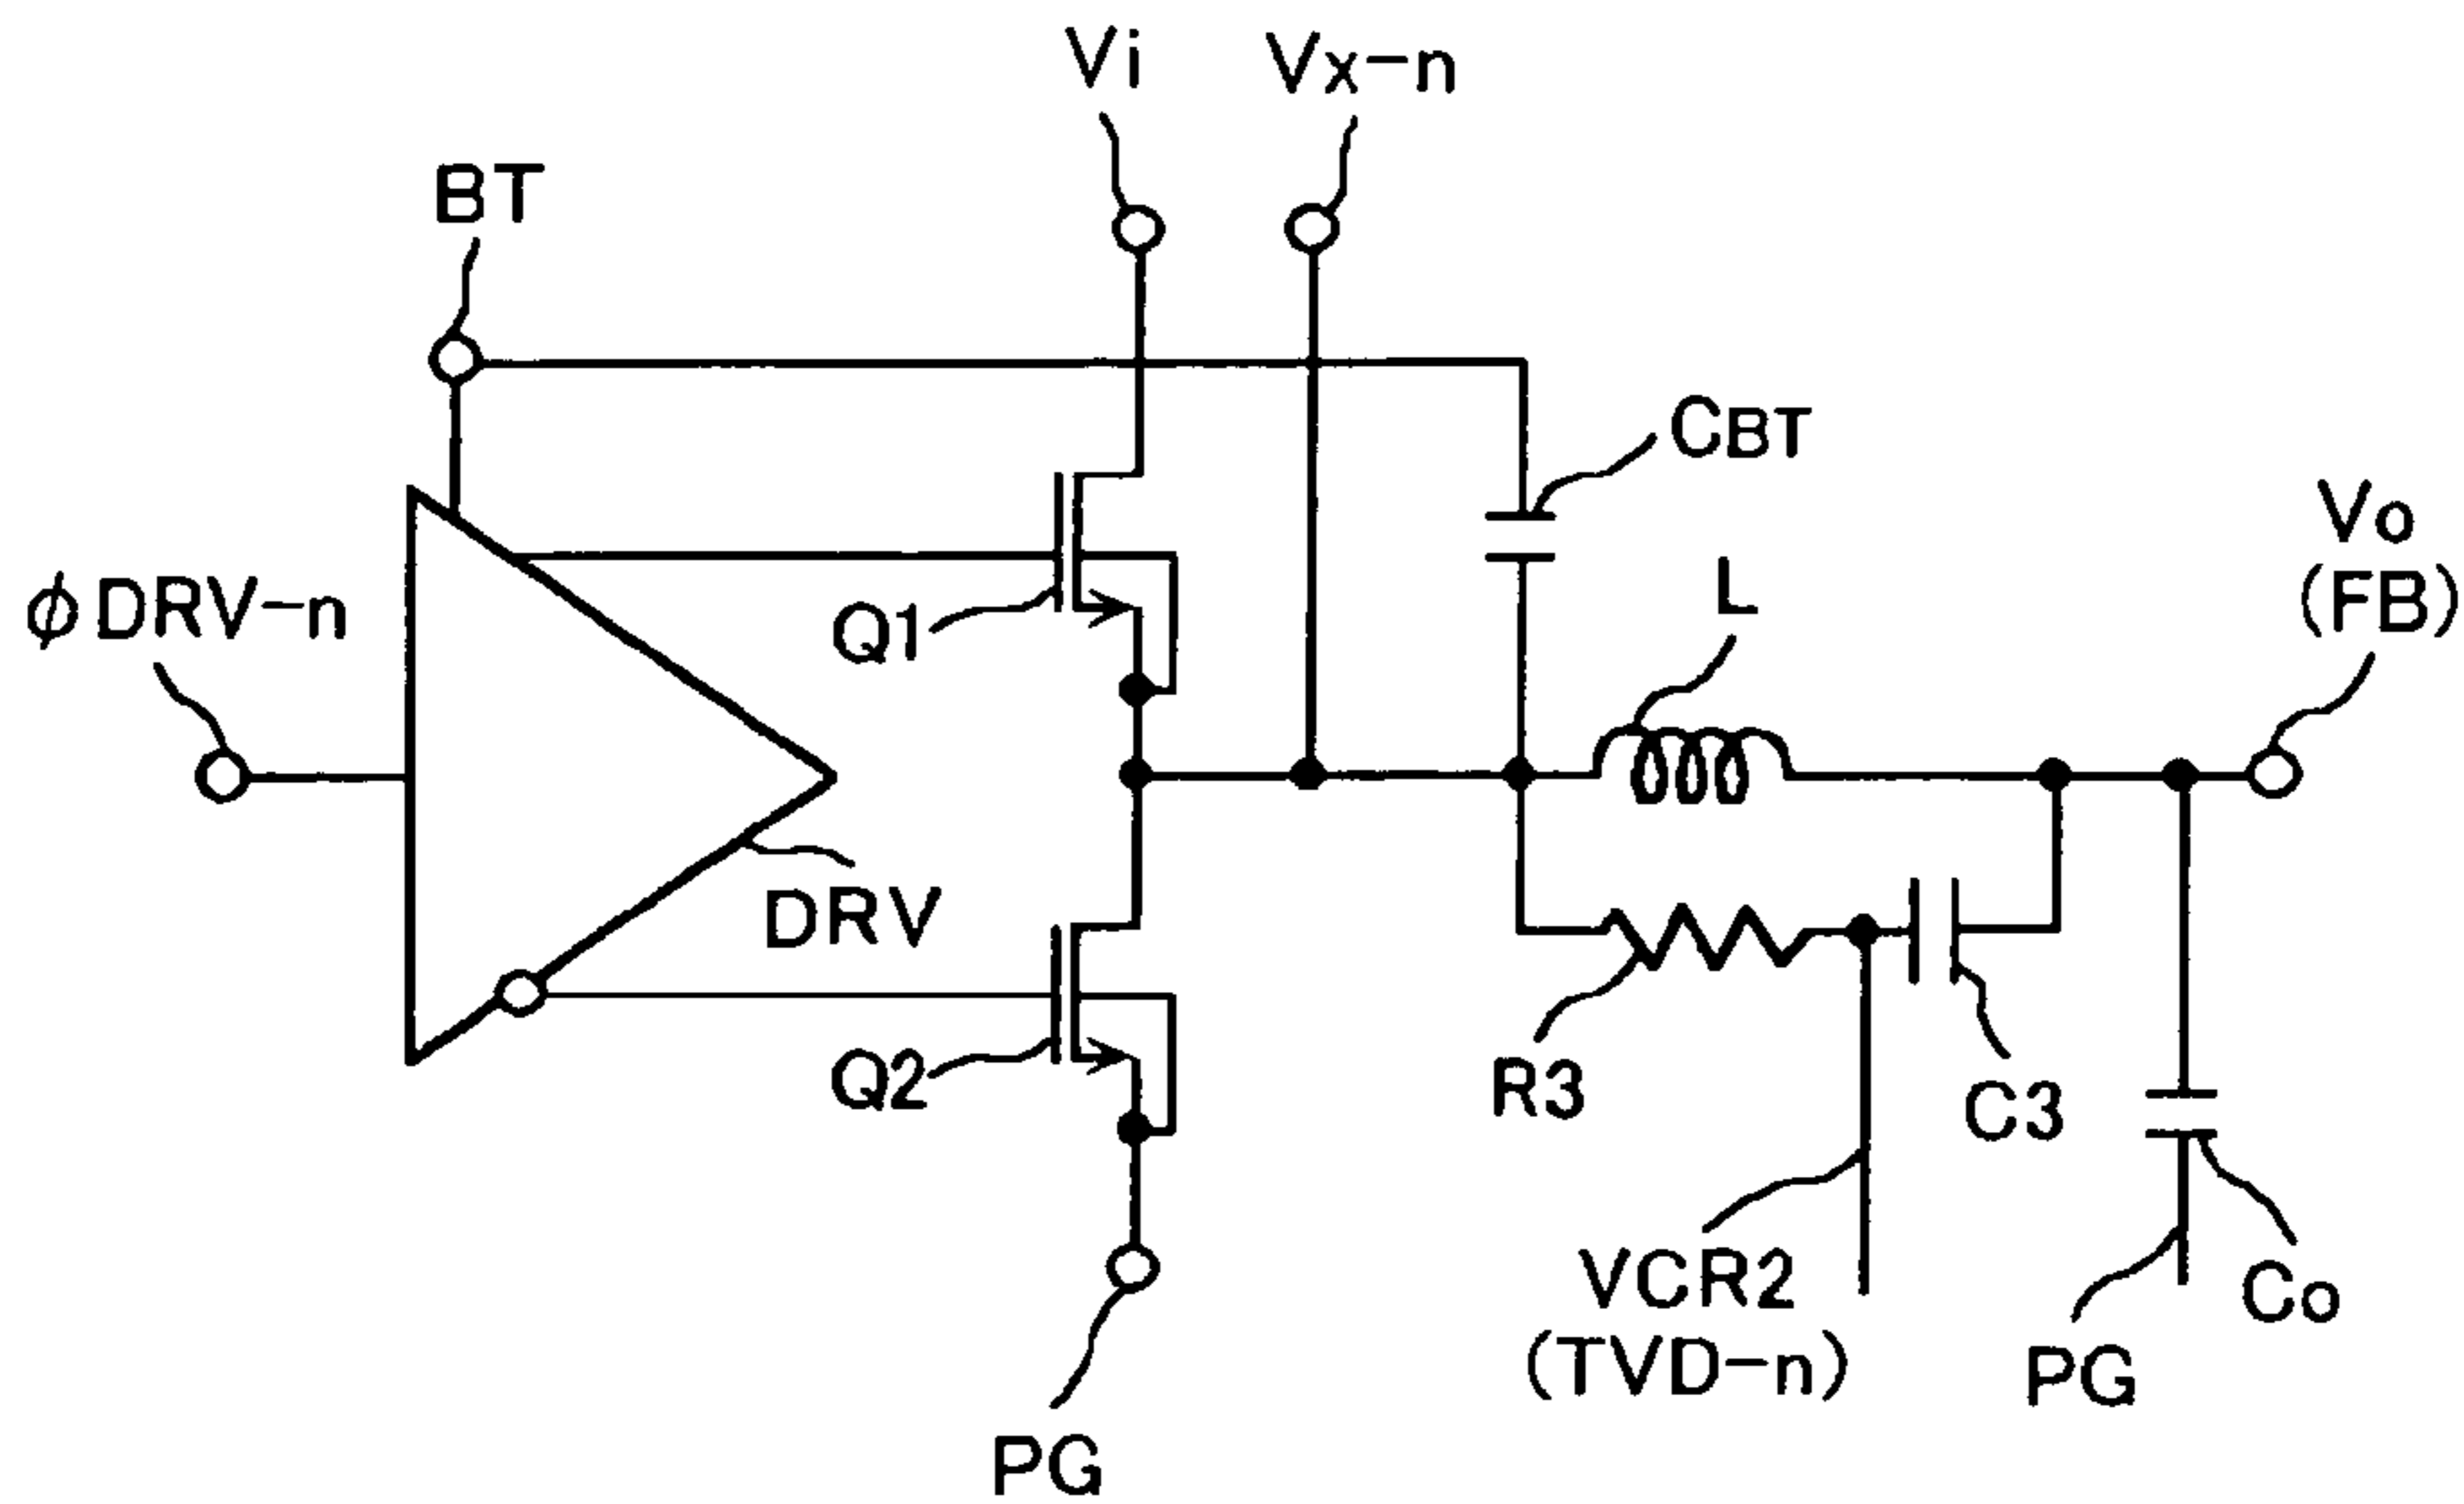 Vi
Vx-n
BT
CBT
Vo
(FB)
L
φDRV-n
Q1
DRV
Q2
R3
C3
VCR2
(TVD-n)
Co
PG
PG